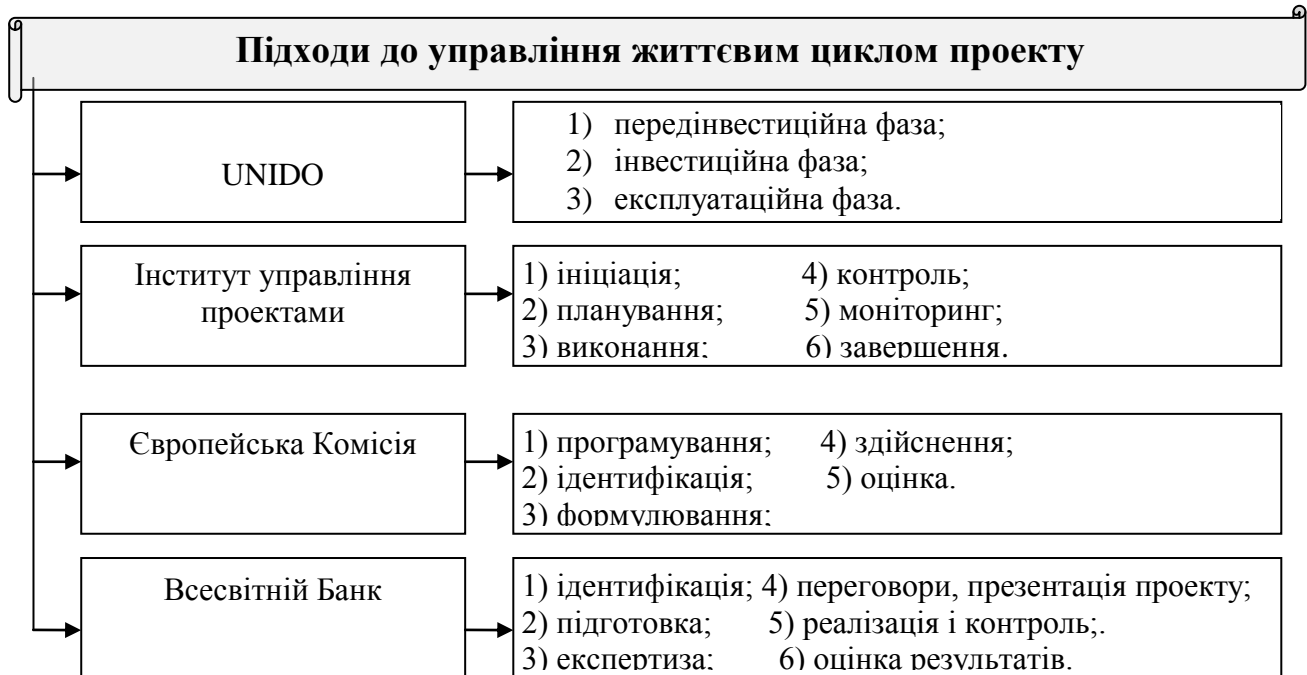 Підходи до управління життєвим циклом проекту
UNIDO
1) передінвестиційна фаза;
2) інвестиційна фаза;
3) експлуатаційна фаза.
Інститут управління
проектами
1) ініціація; 4) контроль;
2) планування; 5) моніторинг;
3) виконання; 6) завершення.
Європейська Комісія
1) програмування; 4) здійснення;
2) ідентифікація; 5) оцінка.
3) формулювання;
Всесвітній Банк
1) ідентифікація; 4) переговори, презентація проекту;
2) підготовка; 5) реалізація і контроль;.
3) експертиза; 6) оцінка результатів.